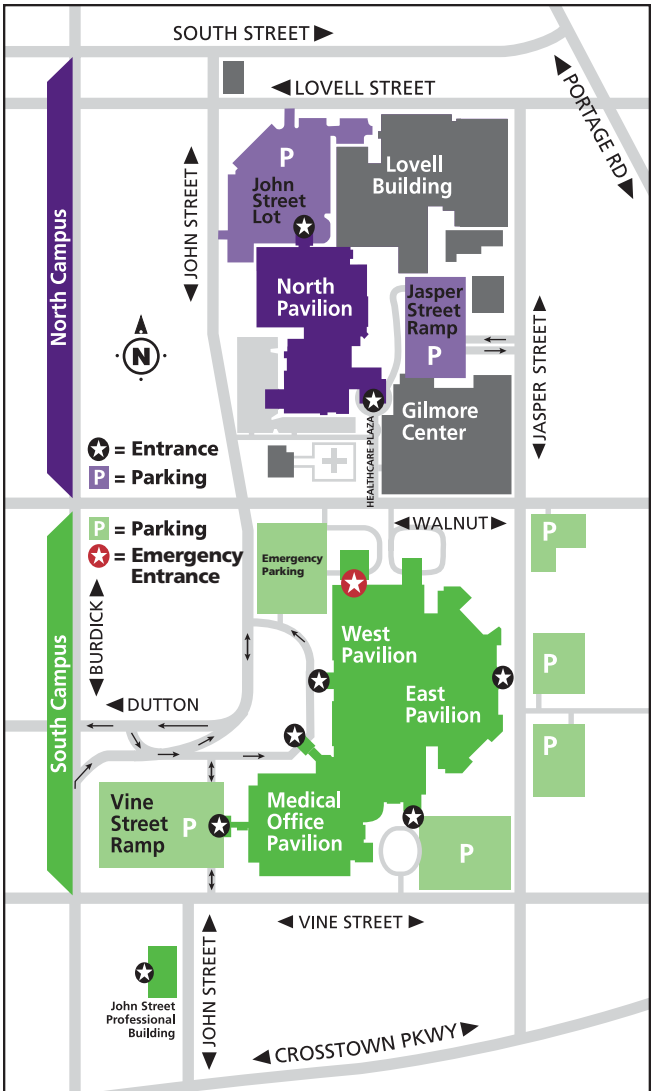 SOUTH STREET
PORTAGE RD
LOVELL STREET
North Campus
JOHN STREET
P
John
Street
Lot
Lovell
Building
North
Pavilion
Jasper
Street
Ramp
P
JASPER STREET
N
Gilmore
Center
HEALTHCARE PLAZA
= Entrance
P = Parking
South Campus
P = Parking
= Emergency
Entrance
WALNUT
P
Emergency
Parking
BURDICK
West
Pavilion
P
DUTTON
East
Pavilion
P
Vine
Street
Ramp
P
Medical
Office
Pavilion
P
VINE STREET
JOHN STREET
John Street
Professional
Building
CROSSTOWN PKWY